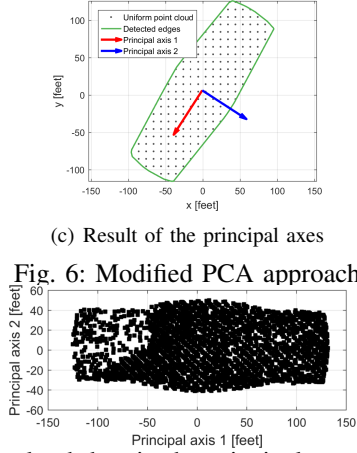 Uniform point cloud
Detected edges
Principal axis 1
Principal axis 2
y [feet]
100
50
0
-50
-100
-150 -100 -50 0 50 100 150
x [feet]
(c) Result of the principal axes
Fig. 6: Modified PCA approach
Principal axis 2 [feet]
60
40
20
0
-20
-40
-60
-150 -100 -50 0 50 100 150
Principal axis 1 [feet]